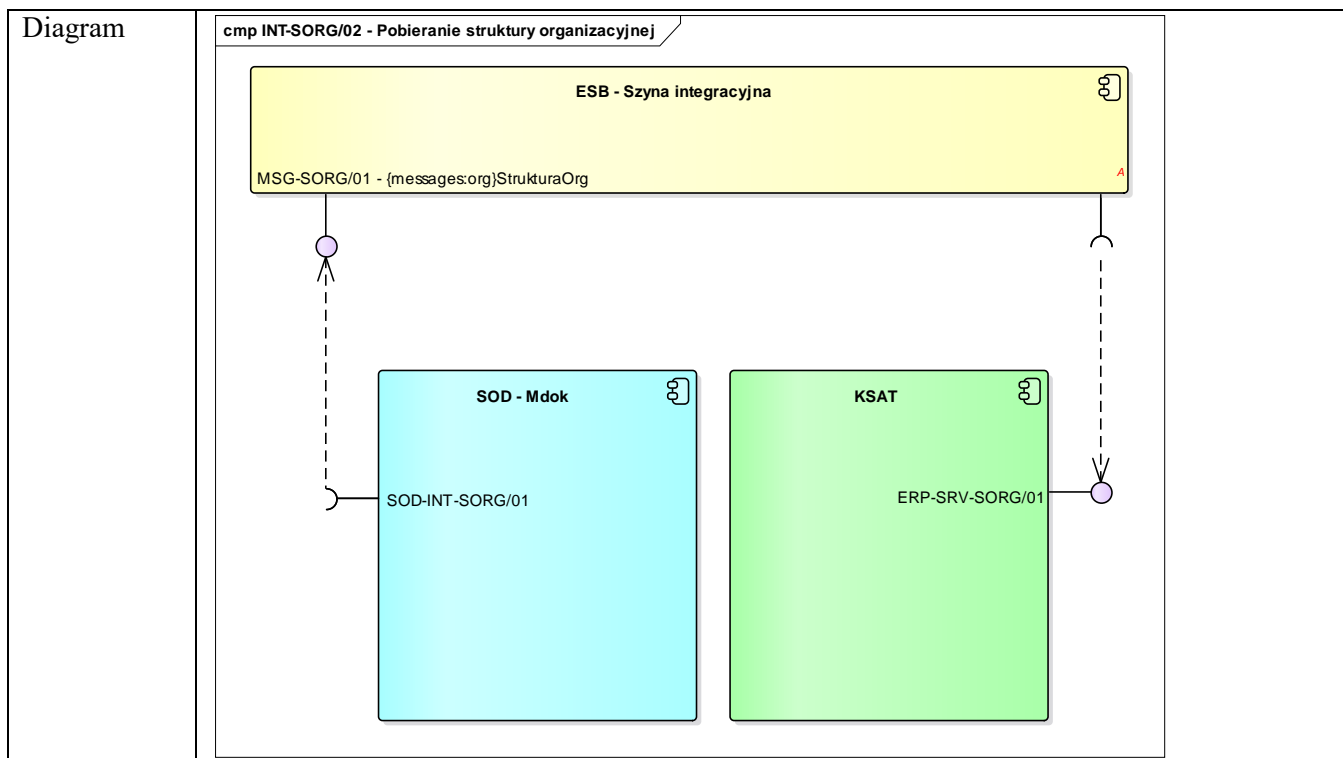 Diagram
cmp INT-SORG/02 - Pobieranie struktury organizacyjnej
ESB - Szyna integracyjna
MSG-SORG/01 - {messages:org}StrukturaOrg
A
SOD - Mdok
KSAT
SOD-INT-SORG/01
ERP-SRV-SORG/01